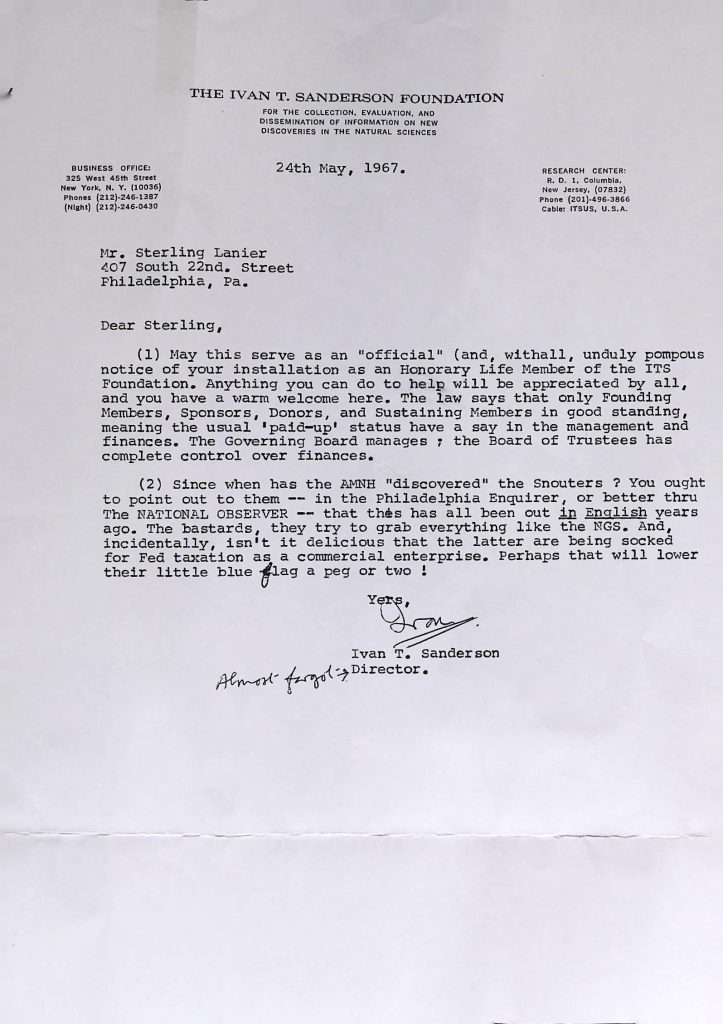 THE IVAN T. SANDERSON FOUNDATION
FOR THE COLLECTION, EVALUATION, AND
DISSEMINATION OF INFORMATION ON NEW
DISCOVERIES IN THE NATURAL SCIENCES
BUSINESS OFFICE:
325 West 45th Street
New York, N. Y. (10036)
Phones (212)-246-1387
(Night) (212)-246-0430
24th May, 1967.
RESEARCH CENTER:
R. D. 1, Columbia,
New Jersey, (07832)
Phone (201)-496-3866
Cable: ITSUS, U.S.A.
Mr. Sterling Lanier
407 South 22nd. Street
Philadelphia, Pa.
Dear Sterling,
(1) May this serve as an "official" (and, withall, unduly pompous
notice of your installation as an Honorary Life Member of the ITS
Foundation. Anything you can do to help will be appreciated by all,
and you have a warm welcome here. The law says that only Founding
Members, Sponsors, Donors, and Sustaining Members in good standing,
meaning the usual 'paid-up' status have a say in the management and
finances. The Governing Board manages ; the Board of Trustees has
complete control over finances.
(2) Since when has the AMNH "discovered" the Snouters ? You ought
to point out to them -- in the Philadelphia Enquirer, or better thru
The NATIONAL OBSERVER -- that this has all been out in English years
ago. The bastards, they try to grab everything like the NGS. And,
incidentally, isn't it delicious that the latter are being socked
for Fed taxation as a commercial enterprise. Perhaps that will lower
their little blue flag a peg or two !
Yers,
Ivan.
Ivan T. Sanderson
Almost fargot → Director.